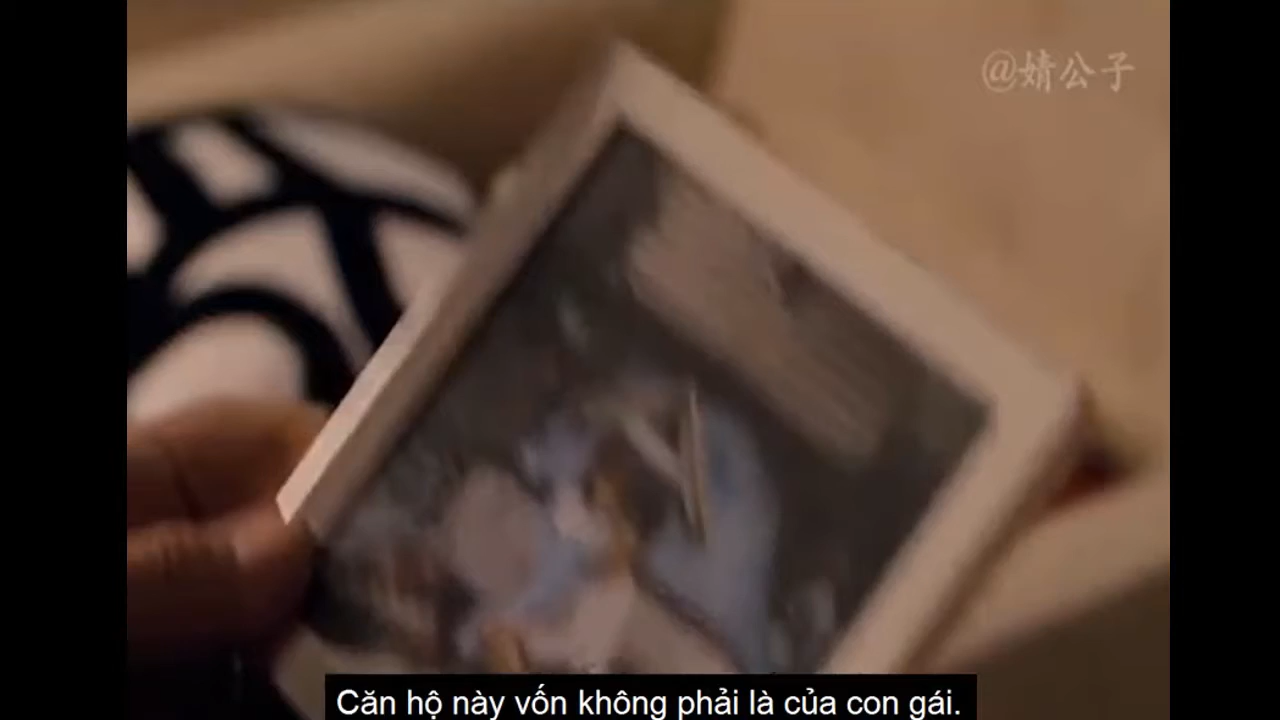 @婧公子
Căn hộ này vốn không phải là của con gái.